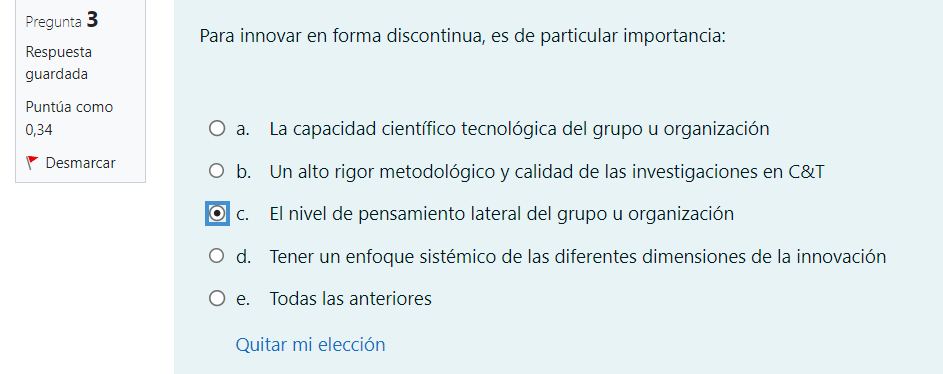 Pregunta 3
Respuesta
guardada
Puntúa como
0,34
Desmarcar
Para innovar en forma discontinua, es de particular importancia:
a. La capacidad científico tecnológica del grupo u organización
b. Un alto rigor metodológico y calidad de las investigaciones en C&T
c. El nivel de pensamiento lateral del grupo u organización
d. Tener un enfoque sistémico de las diferentes dimensiones de la innovación
e. Todas las anteriores
Quitar mi elección